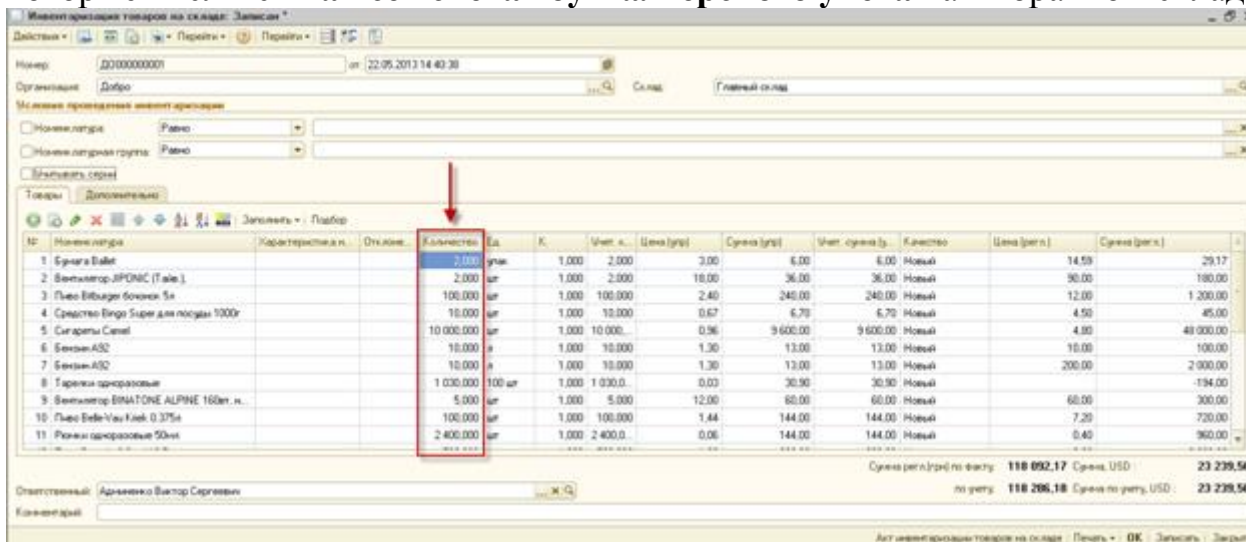 Инвентаризация товаров на складе: Записан *
Действия Перейти Перейти
Номер: ДО000000001 от 22.05.2013 14:40:38
Организация: Добро Склад: Главный склад
Условия проведения инвентаризации
Номенклатура Равно
Номенклатурная группа Равно
Учитывать серии
Товары Дополнительно
Заполнить Подбор
№ Номенклатура Характеристика н... Отклоне... Количество Ед. К. Учет. к... Цена (упр) Сумма (упр) Учет. сумма (у... Качество Цена (регл.) Сумма (регл.)
1 Бумага Ballet 2,000 упак 1,000 2,000 3,00 6,00 6,00 Новый 14,59 29,17
2 Вентилятор JIPONIC (Тайв.), 2,000 шт 1,000 2,000 18,00 36,00 36,00 Новый 90,00 180,00
3 Пиво Bitburger бочонок 5л 100,000 шт 1,000 100,000 2,40 240,00 240,00 Новый 12,00 1 200,00
4 Средство Bingo Super для посуды 1000г 10,000 шт 1,000 10,000 0,67 6,70 6,70 Новый 4,50 45,00
5 Сигареты Camel 10 000,000 шт 1,000 10 000,... 0,96 9 600,00 9 600,00 Новый 4,80 48 000,00
6 Бензин А92 10,000 л 1,000 10,000 1,30 13,00 13,00 Новый 10,00 100,00
7 Бензин А92 10,000 л 1,000 10,000 1,30 13,00 13,00 Новый 200,00 2 000,00
8 Тарелки одноразовые 1 030,000 100 шт 1,000 1 030,0... 0,03 30,90 30,90 Новый -194,00
9 Вентилятор BINATONE ALPINE 160вт, н... 5,000 шт 1,000 5,000 12,00 60,00 60,00 Новый 60,00 300,00
10 Пиво Belle-Vau Kriek 0.375л 100,000 шт 1,000 100,000 1,44 144,00 144,00 Новый 7,20 720,00
11 Рюмки одноразовые 50мл 2 400,000 шт 1,000 2 400,0... 0,06 144,00 144,00 Новый 0,40 960,00
Сумма регл.(грн) по факту: 118 092,17 Сумма, USD: 23 239,5
Ответственный: Виктор Сергеевич по учету: 118 286,18 Сумма по учету, USD: 23 239,5
Комментарий:
Акт инвентаризации товаров на складе Печать OK Записать Закрыть